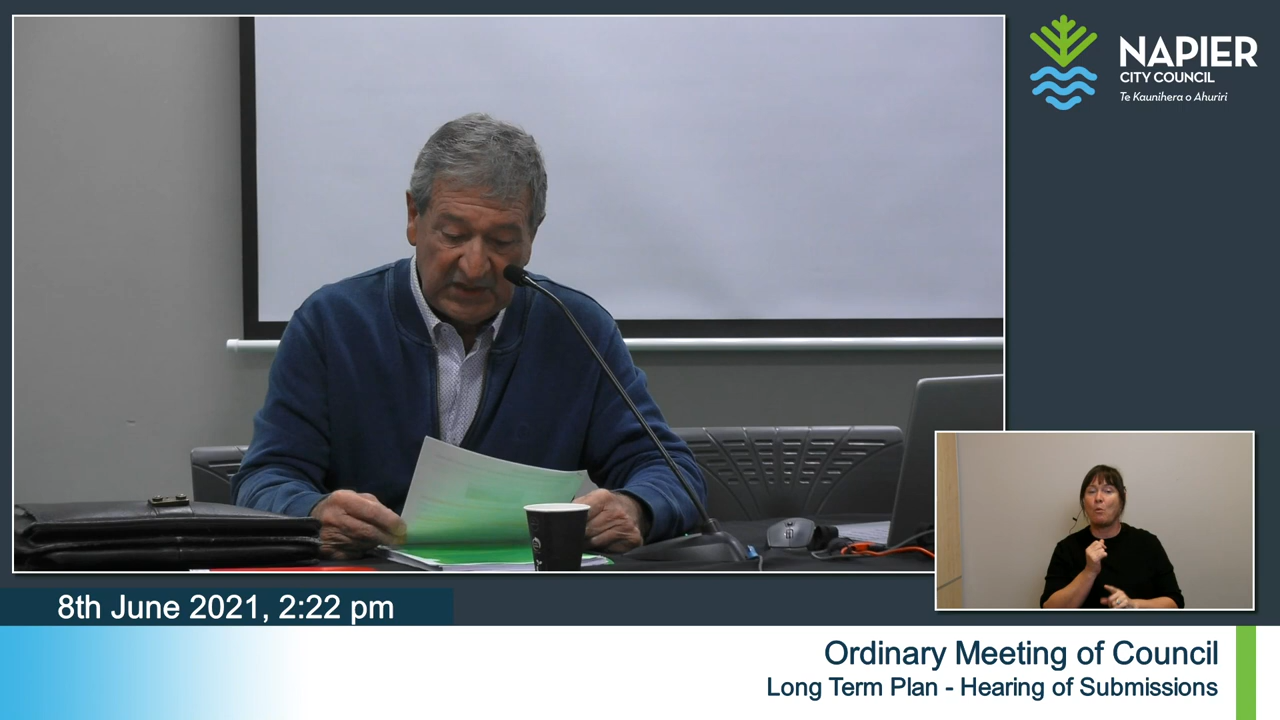 NAPIER
CITY COUNCIL
Te Kaunihera o Ahuriri
8th June 2021, 2:22 pm
Ordinary Meeting of Council
Long Term Plan - Hearing of Submissions